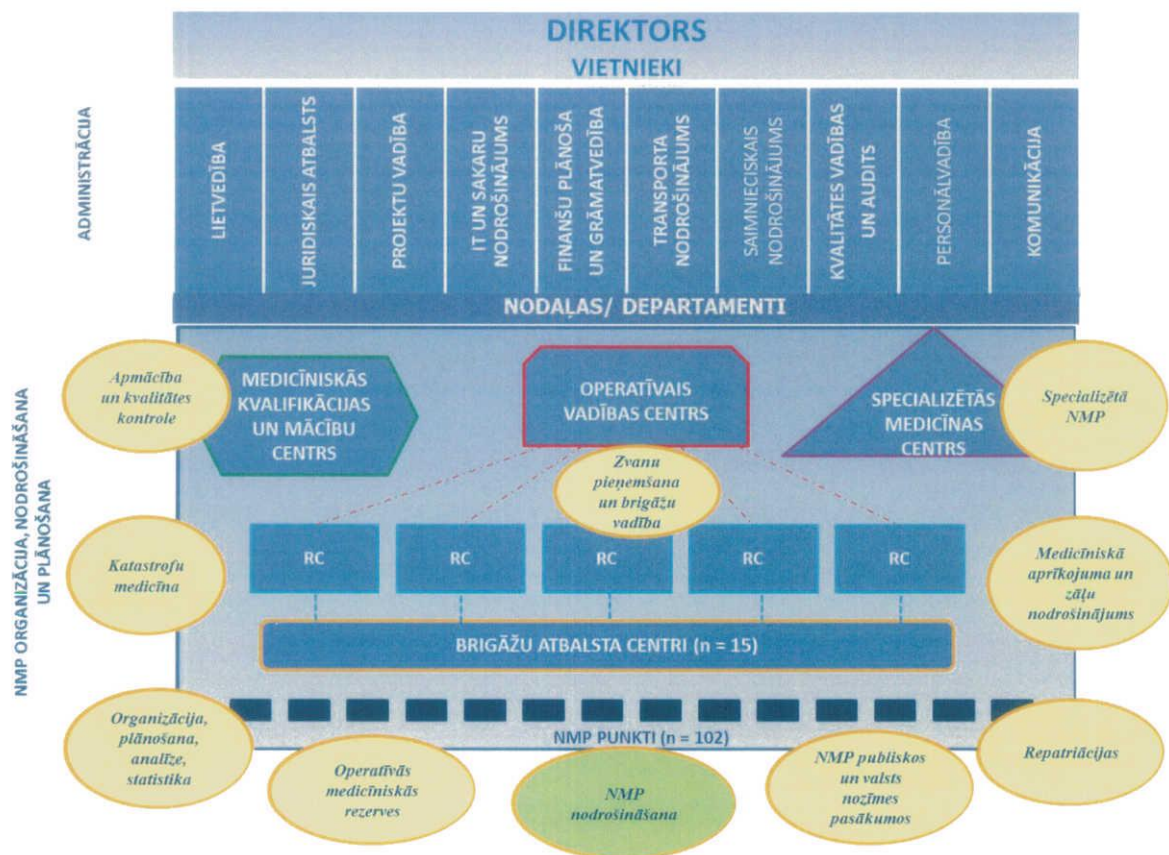 DIREKTORS
VIETNIEKI
ADMINISTRĀCIJA
LIETVEDĪBA
JURIDISKAIS ATBALSTS
PROJEKTU VADĪBA
IT UN SAKARU
NODROŠINĀJUMS
FINANŠU PLĀNOŠA
UN GRĀMATVEDĪBA
TRANSPORTA
NODROŠINĀJUMS
SAIMNIECISKAIS
NODROŠINĀJUMS
KVALITĀTES VADĪBAS
UN AUDITS
PERSONĀLVADĪBA
KOMUNIKĀCIJA
NODAĻAS/ DEPARTAMENTI
NMP ORGANIZĀCIJA, NODROŠINĀŠANA
UN PLĀNOŠANA
Apmācība
un kvalitātes
kontrole
MEDICĪNISKĀS
KVALIFIKĀCIJAS
UN MĀCĪBU
CENTRS
OPERATĪVAIS
VADĪBAS CENTRS
SPECIALIZĒTĀS
MEDICĪNAS
CENTRS
Specializētā
NMP
Zvanu
pieņemšana
un brigāžu
vadība
Katastrofu
medicīna
RC
RC
RC
RC
RC
Medicīniskā
aprīkojuma un
zāļu
nodrošinājums
BRIGĀŽU ATBALSTA CENTRI (n = 15)
NMP PUNKTI (n = 102)
Organizācija,
plānošana,
analīze,
statistika
Operatīvās
medicīniskās
rezerves
NMP
nodrošināšana
NMP publiskos
un valsts
nozīmes
pasākumos
Repatriācijas